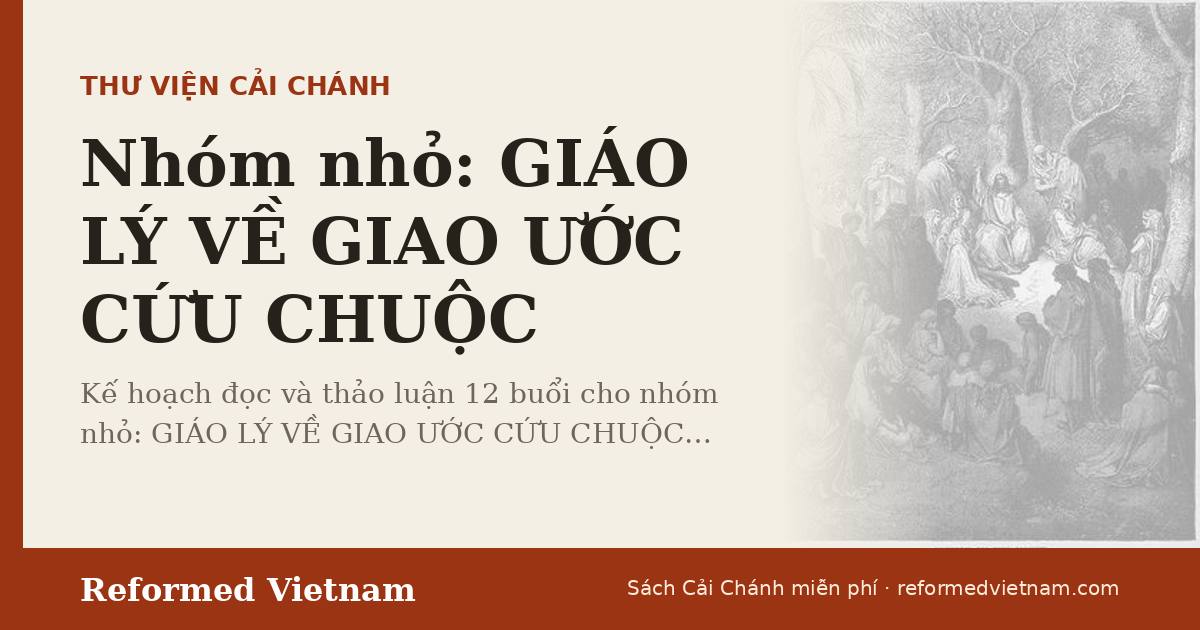 THƯ VIỆN CẢI CHÁNH
Nhóm nhỏ: GIÁO
LÝ VỀ GIAO ƯỚC
CỨU CHUỘC
Kế hoạch đọc và thảo luận 12 buổi cho nhóm
nhỏ: GIÁO LÝ VỀ GIAO ƯỚC CỨU CHUỘC...
Reformed Vietnam
Sách Cải Chánh miễn phí · reformedvietnam.com